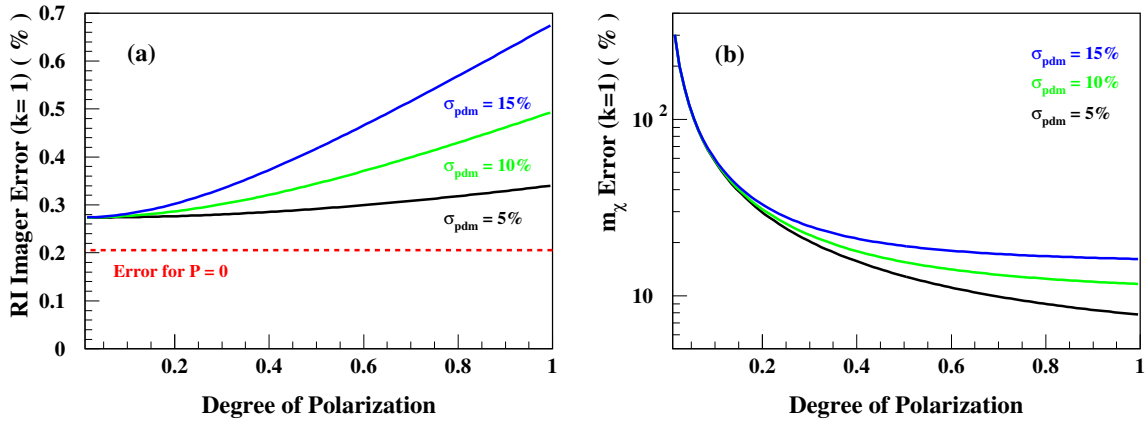 RI Imager Error (k= 1) ( %)
0.7
0.6
0.5
0.4
0.3
0.2
0.1
0
(a)
σpdm = 15%
σpdm = 10%
σpdm = 5%
Error for P = 0
0.2
0.4
0.6
0.8
1
Degree of Polarization
mχ Error (k=1) ( %)
10²
10
(b)
σpdm = 15%
σpdm = 10%
σpdm = 5%
0.2
0.4
0.6
0.8
1
Degree of Polarization